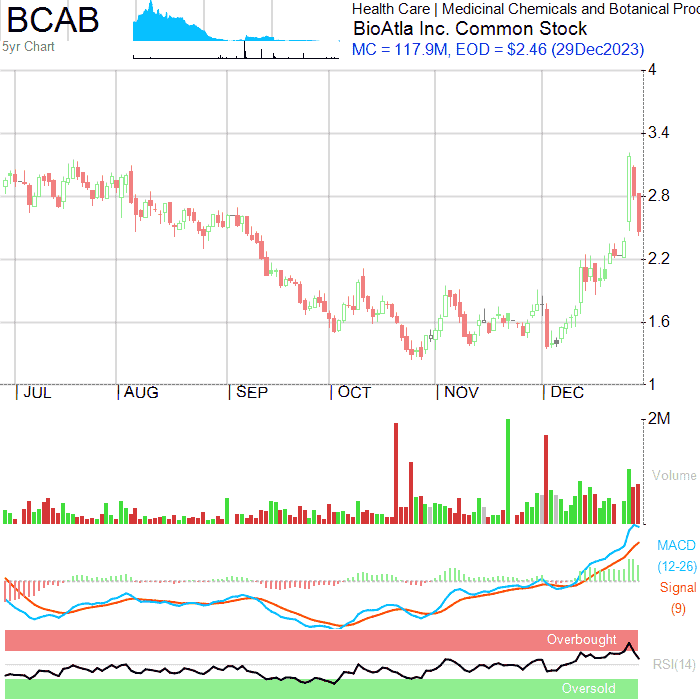 BCAB
5yr Chart
Health Care | Medicinal Chemicals and Botanical Proc
BioAtla Inc. Common Stock
MC = 117.9M, EOD = $2.46 (29Dec2023)
4
3.4
2.8
2.2
1.6
1
JUL AUG SEP OCT NOV DEC
2M
Volume
MACD
(12-26)
Signal
(9)
Overbought
RSI(14)
Oversold